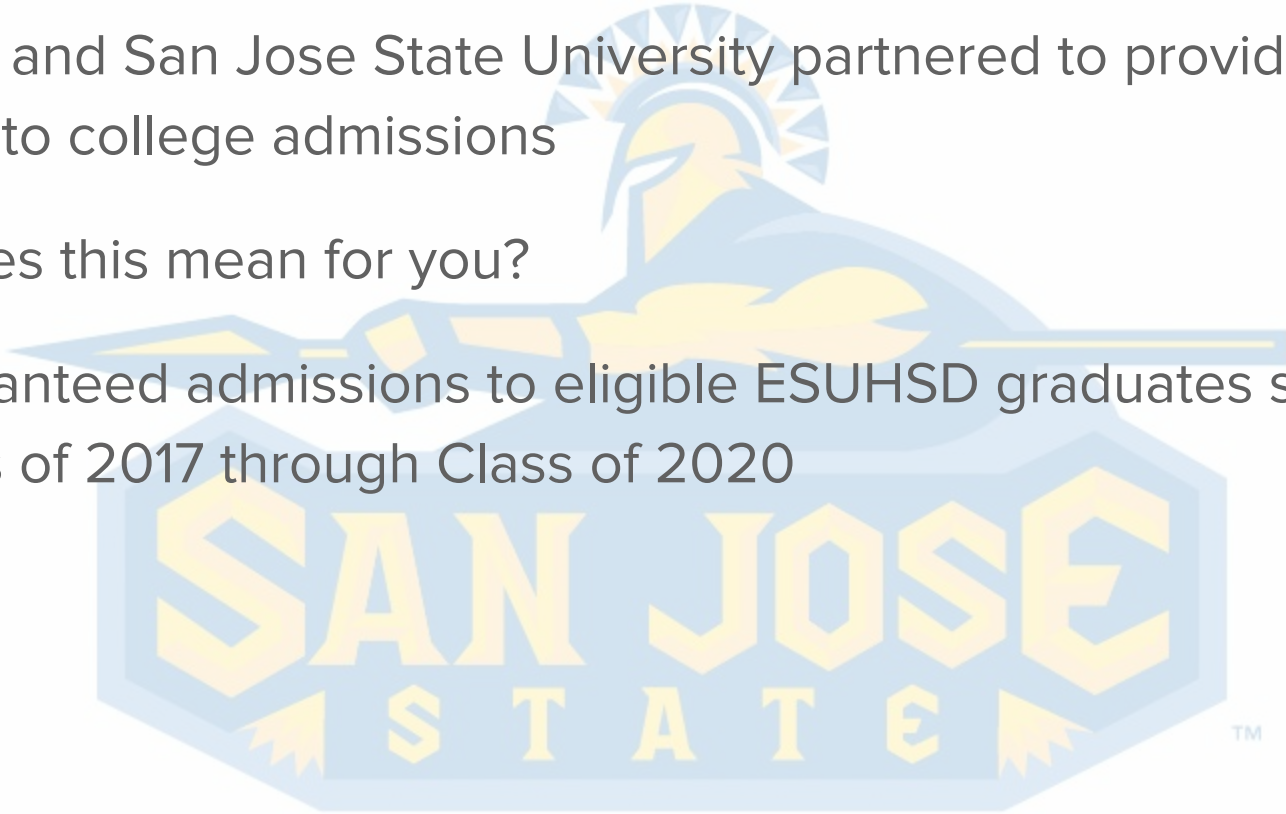 and San Jose State University partnered to provid
to college admissions
es this mean for you?
anteed admissions to eligible ESUHSD graduates s
s of 2017 through Class of 2020
SAN JOSE
STATE
TM